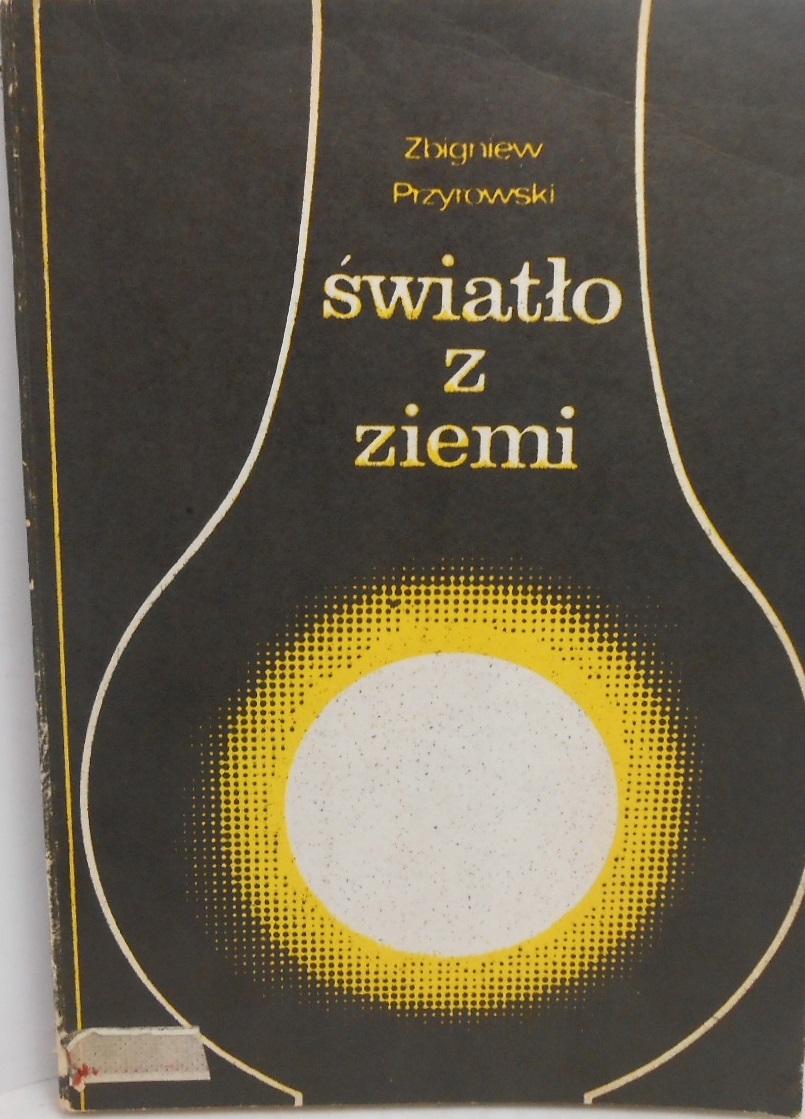 Zbigniew
Przyrowski
światło
z
ziemi